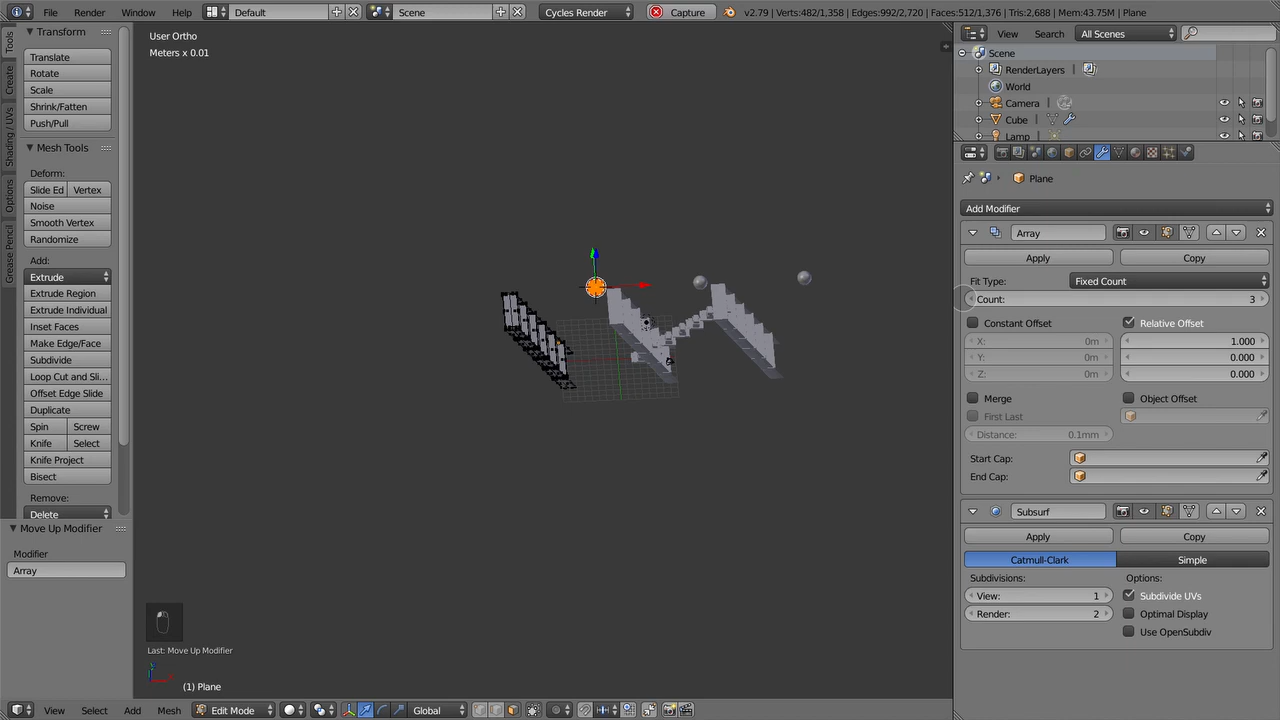 File Render Window Help Default Scene Cycles Render Capture v2.79 | Verts:482/1,358 | Edges:992/2,720 | Faces:512/1,376 | Tris:2,688 | Mem:43.75M | Plane
Tools
Create
Shading / UVs
Options
Grease Pencil
Transform
Translate
Rotate
Scale
Shrink/Fatten
Push/Pull
Mesh Tools
Deform:
Slide Ed Vertex
Noise
Smooth Vertex
Randomize
Add:
Extrude
Extrude Region
Extrude Individual
Inset Faces
Make Edge/Face
Subdivide
Loop Cut and Sli...
Offset Edge Slide
Duplicate
Spin Screw
Knife Select
Knife Project
Bisect
Remove:
Delete
Move Up Modifier
Modifier
Array
User Ortho
Meters x 0.01
Last: Move Up Modifier
(1) Plane
View Select Add Mesh Edit Mode Global
View Search All Scenes
Scene
RenderLayers
World
Camera
Cube
Lamp
Plane
Add Modifier
Array
Apply Copy
Fit Type: Fixed Count
Count: 3
Constant Offset Relative Offset
X: 0m 1.000
Y: 0m 0.000
Z: 0m 0.000
Merge Object Offset
First Last
Distance: 0.1mm
Start Cap:
End Cap:
Subsurf
Apply Copy
Catmull-Clark Simple
Subdivisions: Options:
View: 1 Subdivide UVs
Render: 2 Optimal Display
Use OpenSubdiv